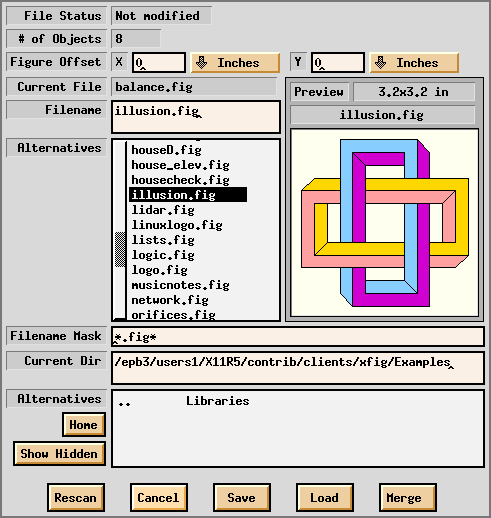 File Status Not modified
# of Objects 8
Figure Offset X 0 Inches Y 0 Inches
Current File balance.fig
Preview 3.2x3.2 in
Filename illusion.fig
illusion.fig
Alternatives
houseD.fig
house_elev.fig
housecheck.fig
illusion.fig
lidar.fig
linuxlogo.fig
lists.fig
logic.fig
logo.fig
musicnotes.fig
network.fig
orifices.fig
Filename Mask *.fig*
Current Dir /epb3/users1/X11R5/contrib/clients/xfig/Examples
Alternatives .. Libraries
Home
Show Hidden
Rescan Cancel Save Load Merge